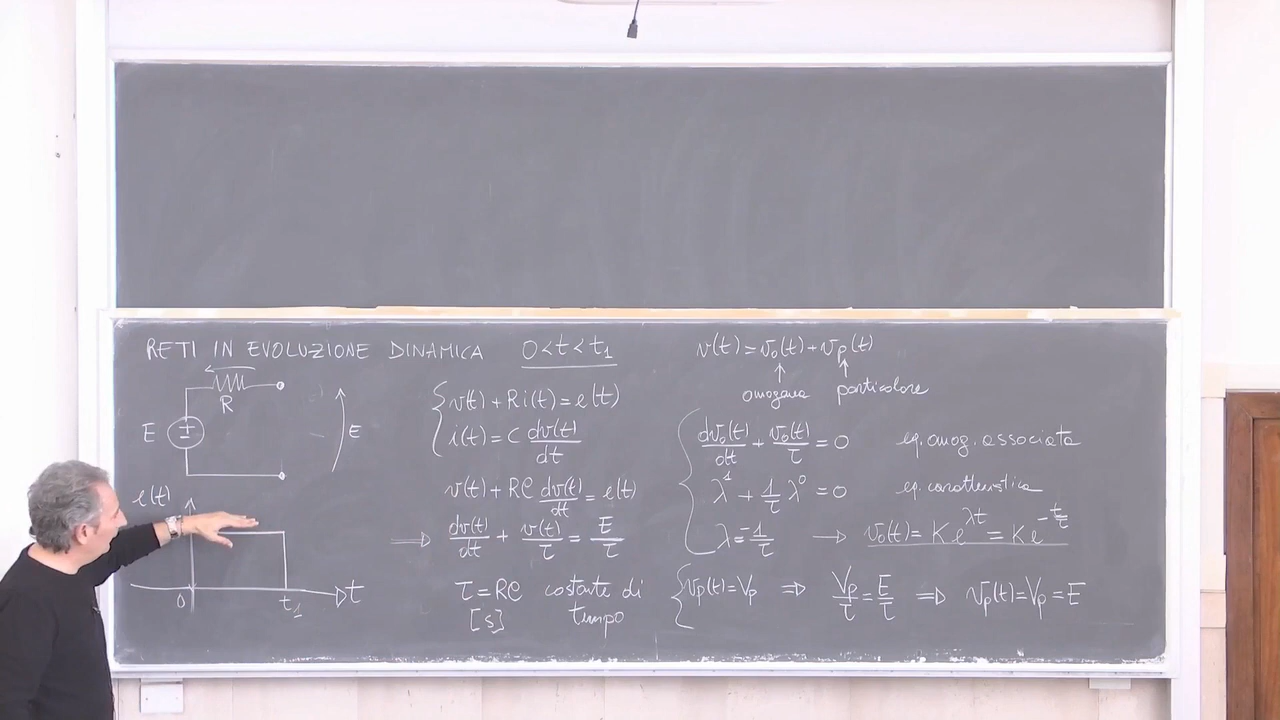 RETI IN EVOLUZIONE DINAMICA 0<t<t₁
R
E
E
e(t)
0
t₁
t
v(t)+Ri(t)=e(t)
i(t)=C dv(t)/dt
v(t)+RC dv(t)/dt=e(t)
⇒ dv(t)/dt + v(t)/τ = E/τ
τ=RC costante di
[s] tempo
v(t)=v₀(t)+vₚ(t)
omogenea particolare
dv₀(t)/dt + v₀(t)/τ = 0 eq. omog. associata
λ¹ + 1/τ λ⁰ = 0 eq. caratteristica
λ=-1/τ → v₀(t)=Ke^λt=Ke^-t/τ
vₚ(t)=Vₚ ⇒ Vₚ/τ=E/τ ⇒ vₚ(t)=Vₚ=E